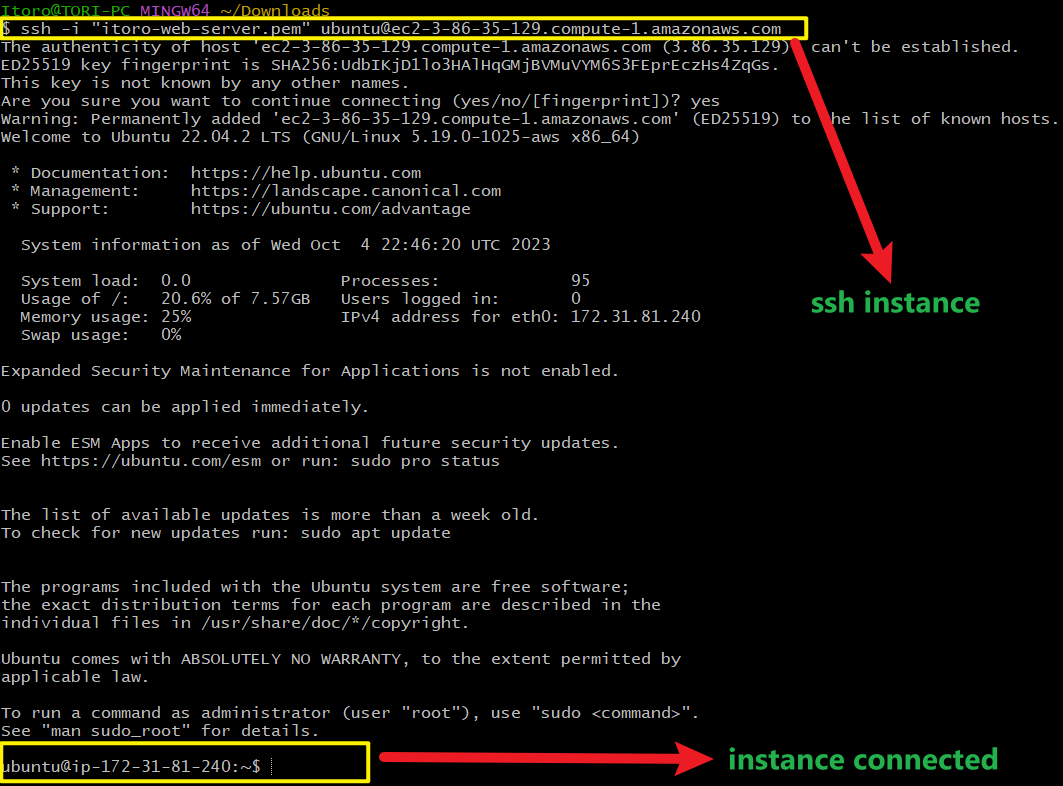 Itoro@TORI-PC MINGW64 ~/Downloads
$ ssh -i "itoro-web-server.pem" ubuntu@ec2-3-86-35-129.compute-1.amazonaws.com
The authenticity of host 'ec2-3-86-35-129.compute-1.amazonaws.com (3.86.35.129)' can't be established.
ED25519 key fingerprint is SHA256:UdbIKjD1lo3HAlHqGMjBVMuVYM6S3FEprEczHs4ZqGs.
This key is not known by any other names.
Are you sure you want to continue connecting (yes/no/[fingerprint])? yes
Warning: Permanently added 'ec2-3-86-35-129.compute-1.amazonaws.com' (ED25519) to the list of known hosts.
Welcome to Ubuntu 22.04.2 LTS (GNU/Linux 5.19.0-1025-aws x86_64)
* Documentation:  https://help.ubuntu.com
* Management:     https://landscape.canonical.com
* Support:        https://ubuntu.com/advantage
System information as of Wed Oct  4 22:46:20 UTC 2023
System load:  0.0               Processes:             95
Usage of /:   20.6% of 7.57GB   Users logged in:       0
Memory usage: 25%               IPv4 address for eth0: 172.31.81.240
ssh instance
Swap usage:   0%
Expanded Security Maintenance for Applications is not enabled.
0 updates can be applied immediately.
Enable ESM Apps to receive additional future security updates.
See https://ubuntu.com/esm or run: sudo pro status
The list of available updates is more than a week old.
To check for new updates run: sudo apt update
The programs included with the Ubuntu system are free software;
the exact distribution terms for each program are described in the
individual files in /usr/share/doc/*/copyright.
Ubuntu comes with ABSOLUTELY NO WARRANTY, to the extent permitted by
applicable law.
To run a command as administrator (user "root"), use "sudo <command>".
See "man sudo_root" for details.
ubuntu@ip-172-31-81-240:~$
instance connected